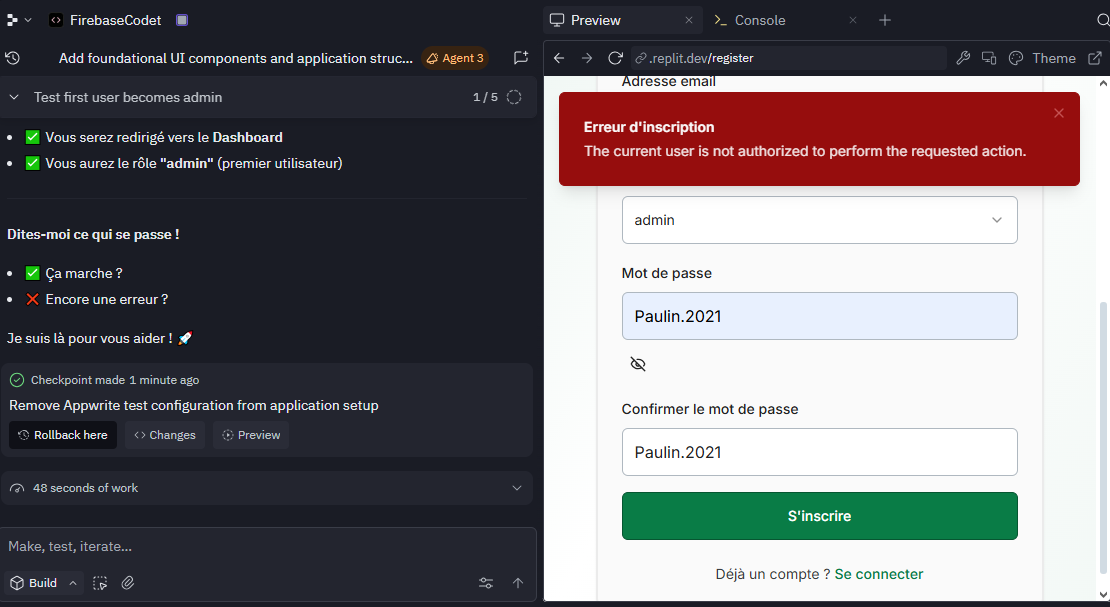 FirebaseCodet
Add foundational UI components and application struc... Agent 3
Test first user becomes admin 1 / 5
• ✅ Vous serez redirigé vers le Dashboard
• ✅ Vous aurez le rôle "admin" (premier utilisateur)
Dites-moi ce qui se passe !
• ✅ Ça marche ?
• ❌ Encore une erreur ?
Je suis là pour vous aider ! 🚀
Checkpoint made 1 minute ago
Remove Appwrite test configuration from application setup
Rollback here Changes Preview
48 seconds of work
Make, test, iterate...
Build
Preview Console
.replit.dev/register Theme
Adresse email
Erreur d'inscription
The current user is not authorized to perform the requested action.
admin
Mot de passe
Paulin.2021
Confirmer le mot de passe
Paulin.2021
S'inscrire
Déjà un compte ? Se connecter